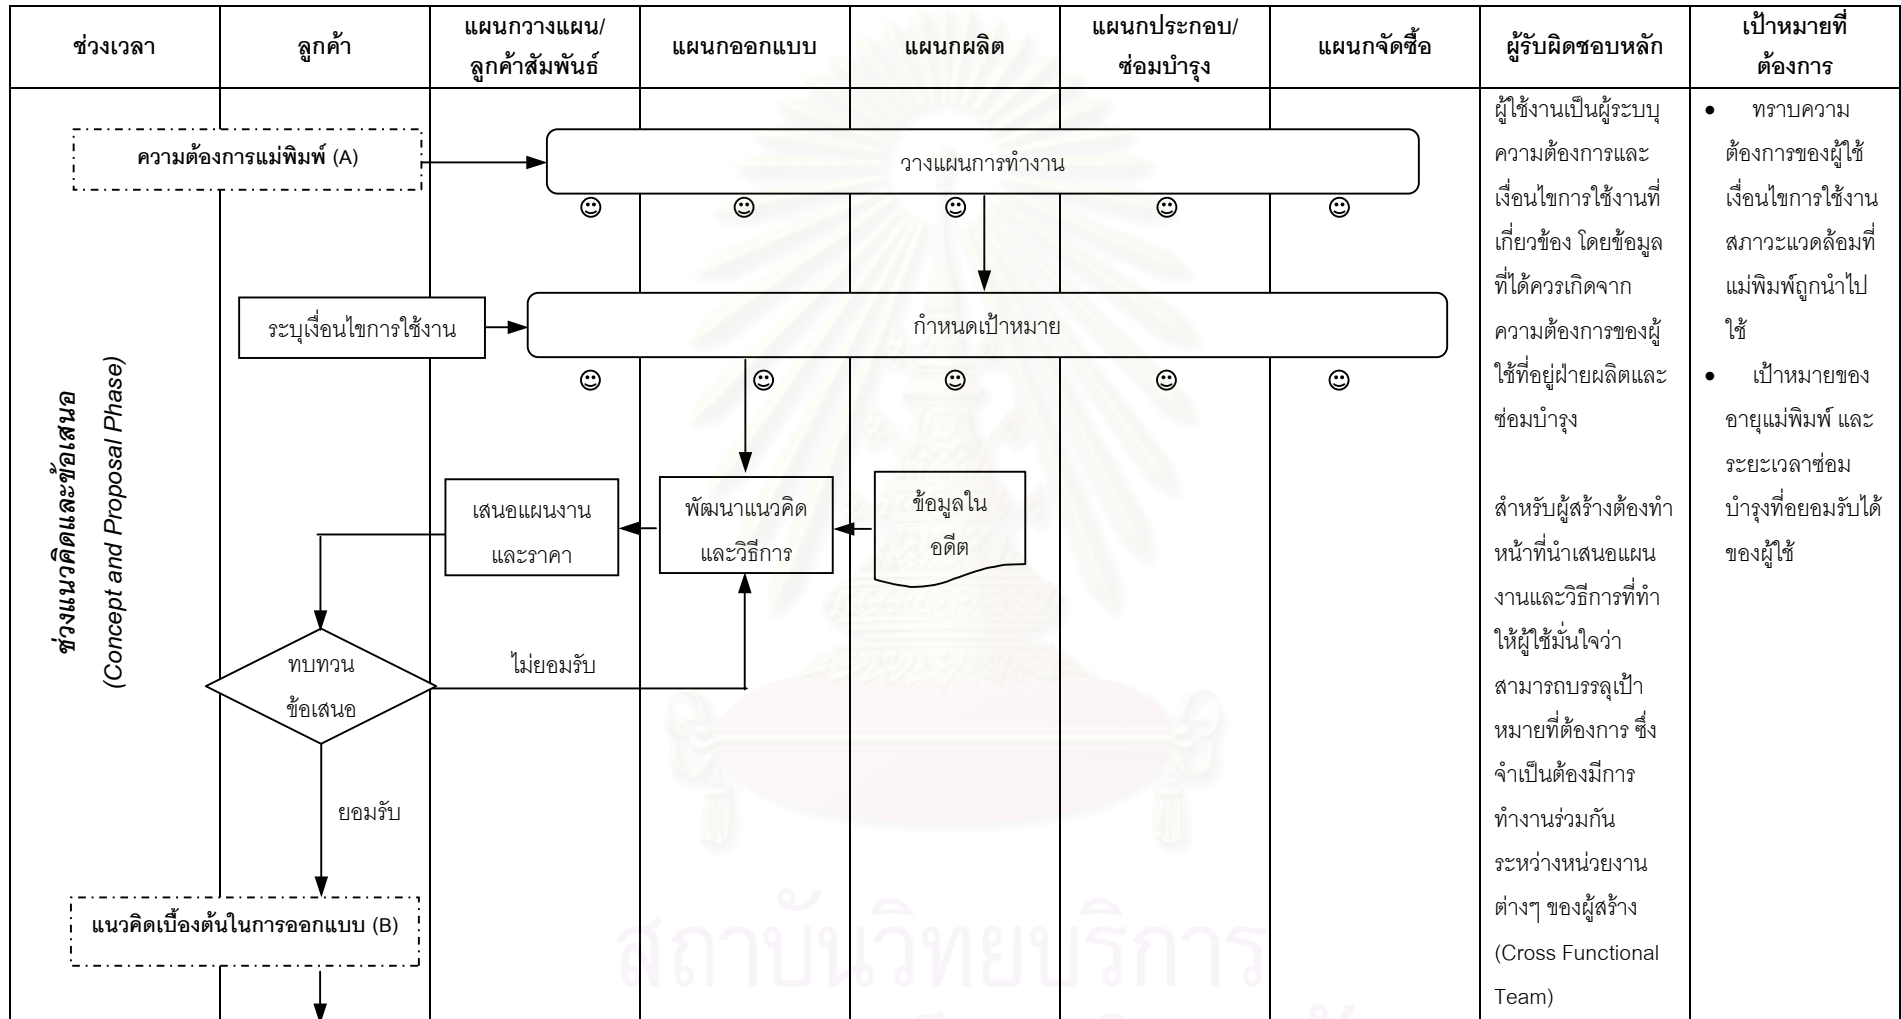 ช่วงเวลา
ลูกค้า
แผนกวางแผน/
ลูกค้าสัมพันธ์
แผนกออกแบบ
แผนกผลิต
แผนกประกอบ/
ซ่อมบำรุง
แผนกจัดซื้อ
ผู้รับผิดชอบหลัก
เป้าหมายที่
ต้องการ
ช่วงแนวคิดและข้อเสนอ
(Concept and Proposal Phase)
ความต้องการแม่พิมพ์ (A)
วางแผนการทำงาน
ระบุเงื่อนไขการใช้งาน
กำหนดเป้าหมาย
เสนอแผนงาน
และราคา
พัฒนาแนวคิด
และวิธีการ
ข้อมูลใน
อดีต
ทบทวน
ข้อเสนอ
ไม่ยอมรับ
ยอมรับ
แนวคิดเบื้องต้นในการออกแบบ (B)
ผู้ใช้งานเป็นผู้ระบบุ
ความต้องการและ
เงื่อนไขการใช้งานที่
เกี่ยวข้อง โดยข้อมูล
ที่ได้ควรเกิดจาก
ความต้องการของผู้
ใช้ที่อยู่ฝ่ายผลิตและ
ซ่อมบำรุง
สำหรับผู้สร้างต้องทำ
หน้าที่นำเสนอแผน
งานและวิธีการที่ทำ
ให้ผู้ใช้มั่นใจว่า
สามารถบรรลุเป้า
หมายที่ต้องการ ซึ่ง
จำเป็นต้องมีการ
ทำงานร่วมกัน
ระหว่างหน่วยงาน
ต่างๆ ของผู้สร้าง
(Cross Functional
Team)
• ทราบความ
ต้องการของผู้ใช้
เงื่อนไขการใช้งาน
สภาวะแวดล้อมที่
แม่พิมพ์ถูกนำไป
ใช้
• เป้าหมายของ
อายุแม่พิมพ์ และ
ระยะเวลาซ่อม
บำรุงที่อยอมรับได้
ของผู้ใช้
สถาบันวิทยบริการ